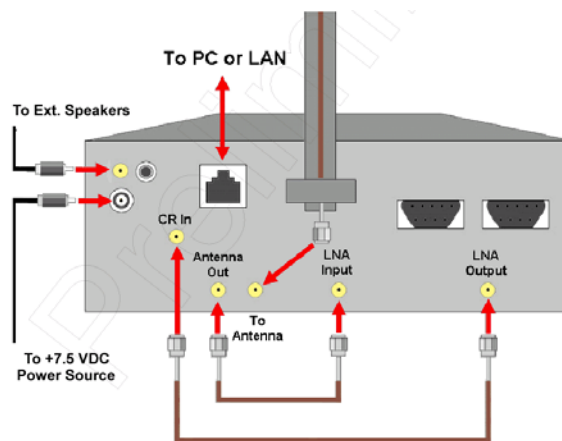 To PC or LAN
To Ext. Speakers
CR In
Antenna
Out
LNA
Input
LNA
Output
To
Antenna
To +7.5 VDC
Power Source